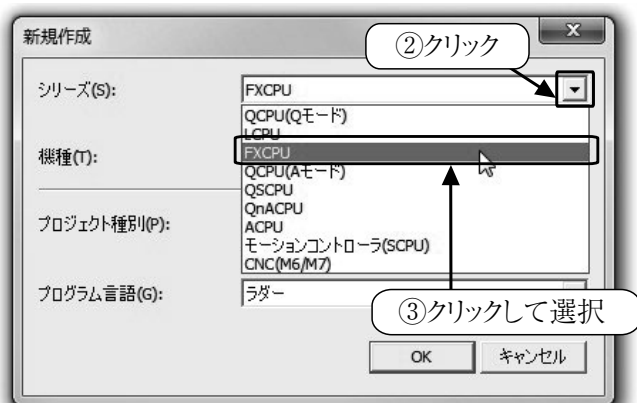 新規作成
②クリック
シリーズ(S):
FXCPU
QCPU(Qモード)
LCPU
機種(T):
FXCPU
QCPU(Aモード)
QSCPU
QnACPU
プロジェクト種別(P):
ACPU
モーションコントローラ(SCPU)
CNC(M6/M7)
プログラム言語(G):
ラダー
③クリックして選択
OK
キャンセル